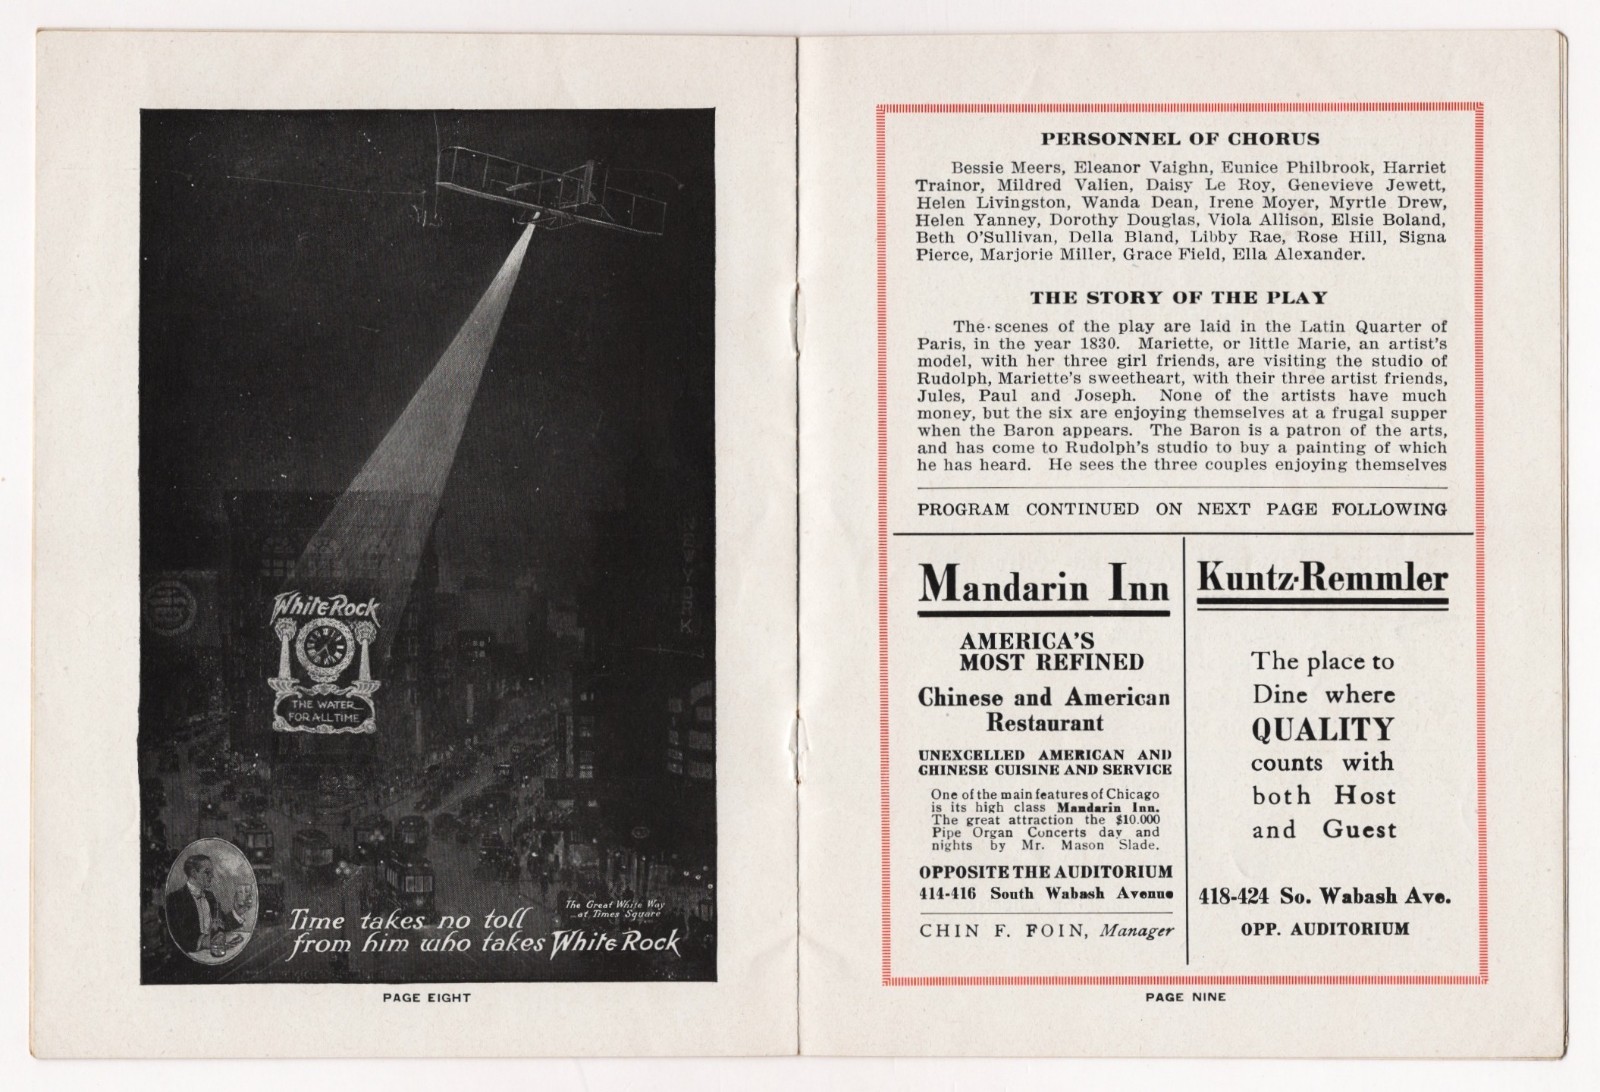 White Rock
THE WATER
FOR ALL TIME
NEW YORK
The Great White Way
at Times Square
Time takes no toll
from him who takes White Rock
PAGE EIGHT
PERSONNEL OF CHORUS
Bessie Meers, Eleanor Vaighn, Eunice Philbrook, Harriet
Trainor, Mildred Valien, Daisy Le Roy, Genevieve Jewett,
Helen Livingston, Wanda Dean, Irene Moyer, Myrtle Drew,
Helen Yanney, Dorothy Douglas, Viola Allison, Elsie Boland,
Beth O'Sullivan, Della Bland, Libby Rae, Rose Hill, Signa
Pierce, Marjorie Miller, Grace Field, Ella Alexander.
THE STORY OF THE PLAY
The scenes of the play are laid in the Latin Quarter of
Paris, in the year 1830. Mariette, or little Marie, an artist's
model, with her three girl friends, are visiting the studio of
Rudolph, Mariette's sweetheart, with their three artist friends,
Jules, Paul and Joseph. None of the artists have much
money, but the six are enjoying themselves at a frugal supper
when the Baron appears. The Baron is a patron of the arts,
and has come to Rudolph's studio to buy a painting of which
he has heard. He sees the three couples enjoying themselves
PROGRAM CONTINUED ON NEXT PAGE FOLLOWING
Mandarin Inn
AMERICA'S
MOST REFINED
Chinese and American
Restaurant
UNEXCELLED AMERICAN AND
CHINESE CUISINE AND SERVICE
One of the main features of Chicago
is its high class Mandarin Inn.
The great attraction the $10.000
Pipe Organ Concerts day and
nights by Mr. Mason Slade.
OPPOSITE THE AUDITORIUM
414-416 South Wabash Avenue
CHIN F. FOIN, Manager
Kuntz-Remmler
The place to
Dine where
QUALITY
counts with
both Host
and Guest
418-424 So. Wabash Ave.
OPP. AUDITORIUM
PAGE NINE